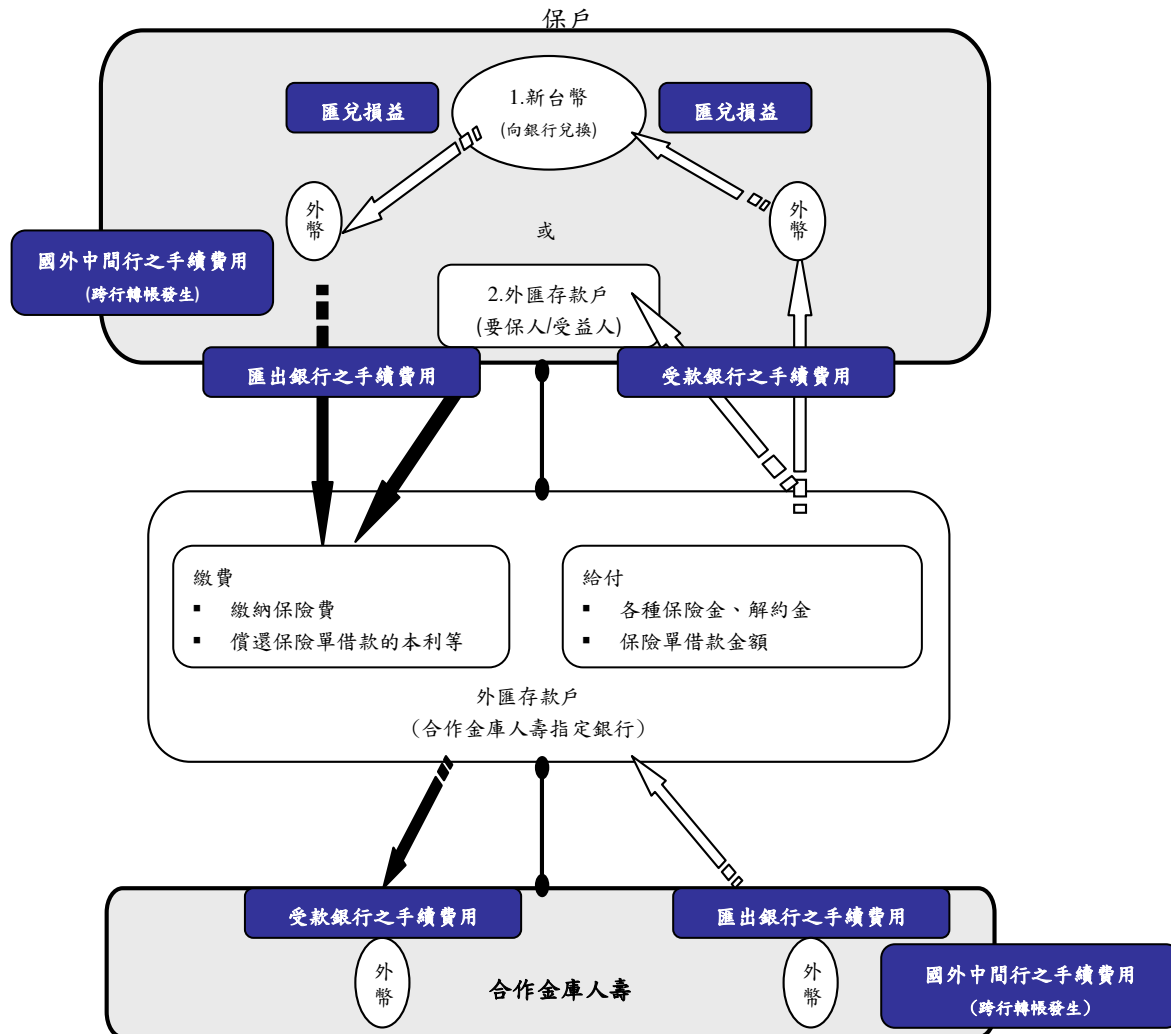 保戶
匯兌損益
1.新台幣
(向銀行兌換)
匯兌損益
外
幣
外
幣
或
國外中間行之手續費用
(跨行轉帳發生)
2.外匯存款戶
(要保人/受益人)
匯出銀行之手續費用
受款銀行之手續費用
繳費
▪ 繳納保險費
▪ 償還保險單借款的本利等
給付
▪ 各種保險金、解約金
▪ 保險單借款金額
外匯存款戶
（合作金庫人壽指定銀行）
受款銀行之手續費用
匯出銀行之手續費用
外
幣
合作金庫人壽
外
幣
國外中間行之手續費用
（跨行轉帳發生）